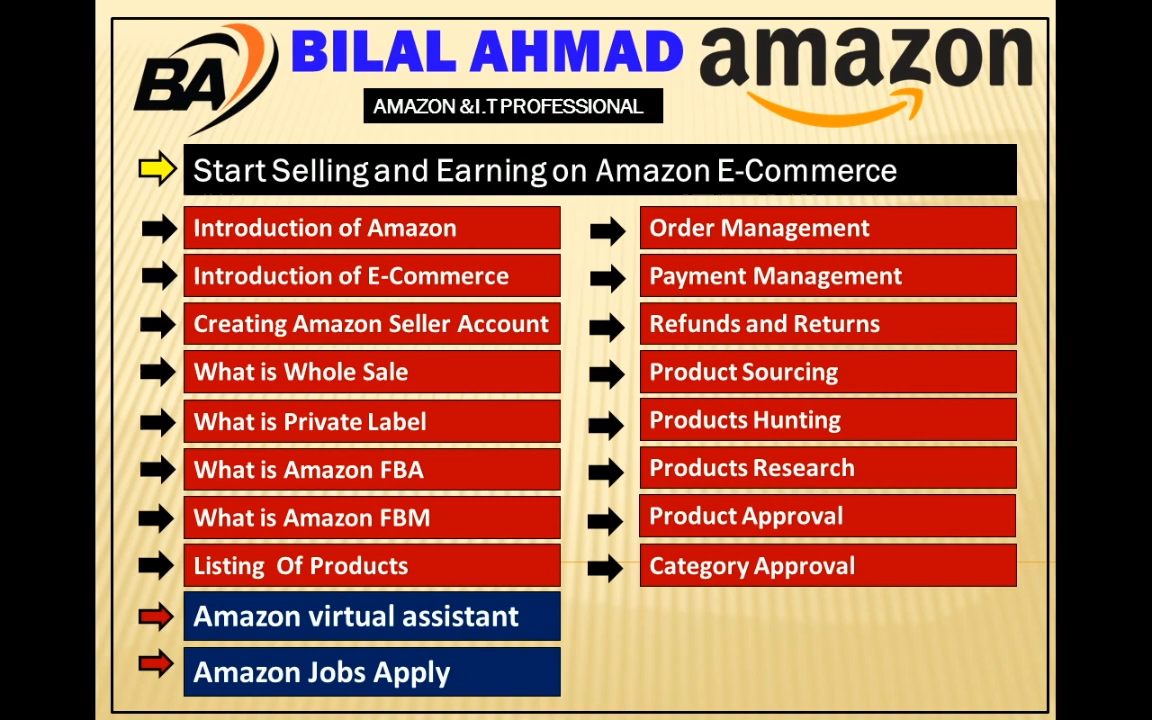 BA
BILAL AHMAD
amazon
AMAZON &I.T PROFESSIONAL
Start Selling and Earning on Amazon E-Commerce
Introduction of Amazon
Introduction of E-Commerce
Creating Amazon Seller Account
What is Whole Sale
What is Private Label
What is Amazon FBA
What is Amazon FBM
Listing Of Products
Amazon virtual assistant
Amazon Jobs Apply
Order Management
Payment Management
Refunds and Returns
Product Sourcing
Products Hunting
Products Research
Product Approval
Category Approval